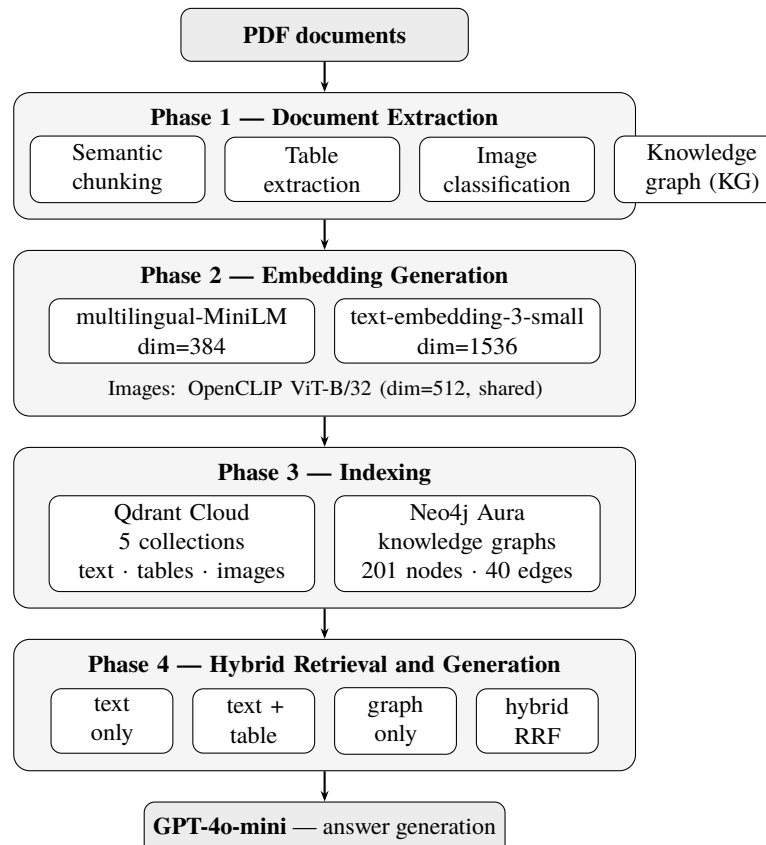 PDF documents
Phase 1 — Document Extraction
Semantic
chunking
Table
extraction
Image
classification
Knowledge
graph (KG)
Phase 2 — Embedding Generation
multilingual-MiniLM
dim=384
text-embedding-3-small
dim=1536
Images: OpenCLIP ViT-B/32 (dim=512, shared)
Phase 3 — Indexing
Qdrant Cloud
5 collections
text · tables · images
Neo4j Aura
knowledge graphs
201 nodes · 40 edges
Phase 4 — Hybrid Retrieval and Generation
text
only
text +
table
graph
only
hybrid
RRF
GPT-4o-mini — answer generation